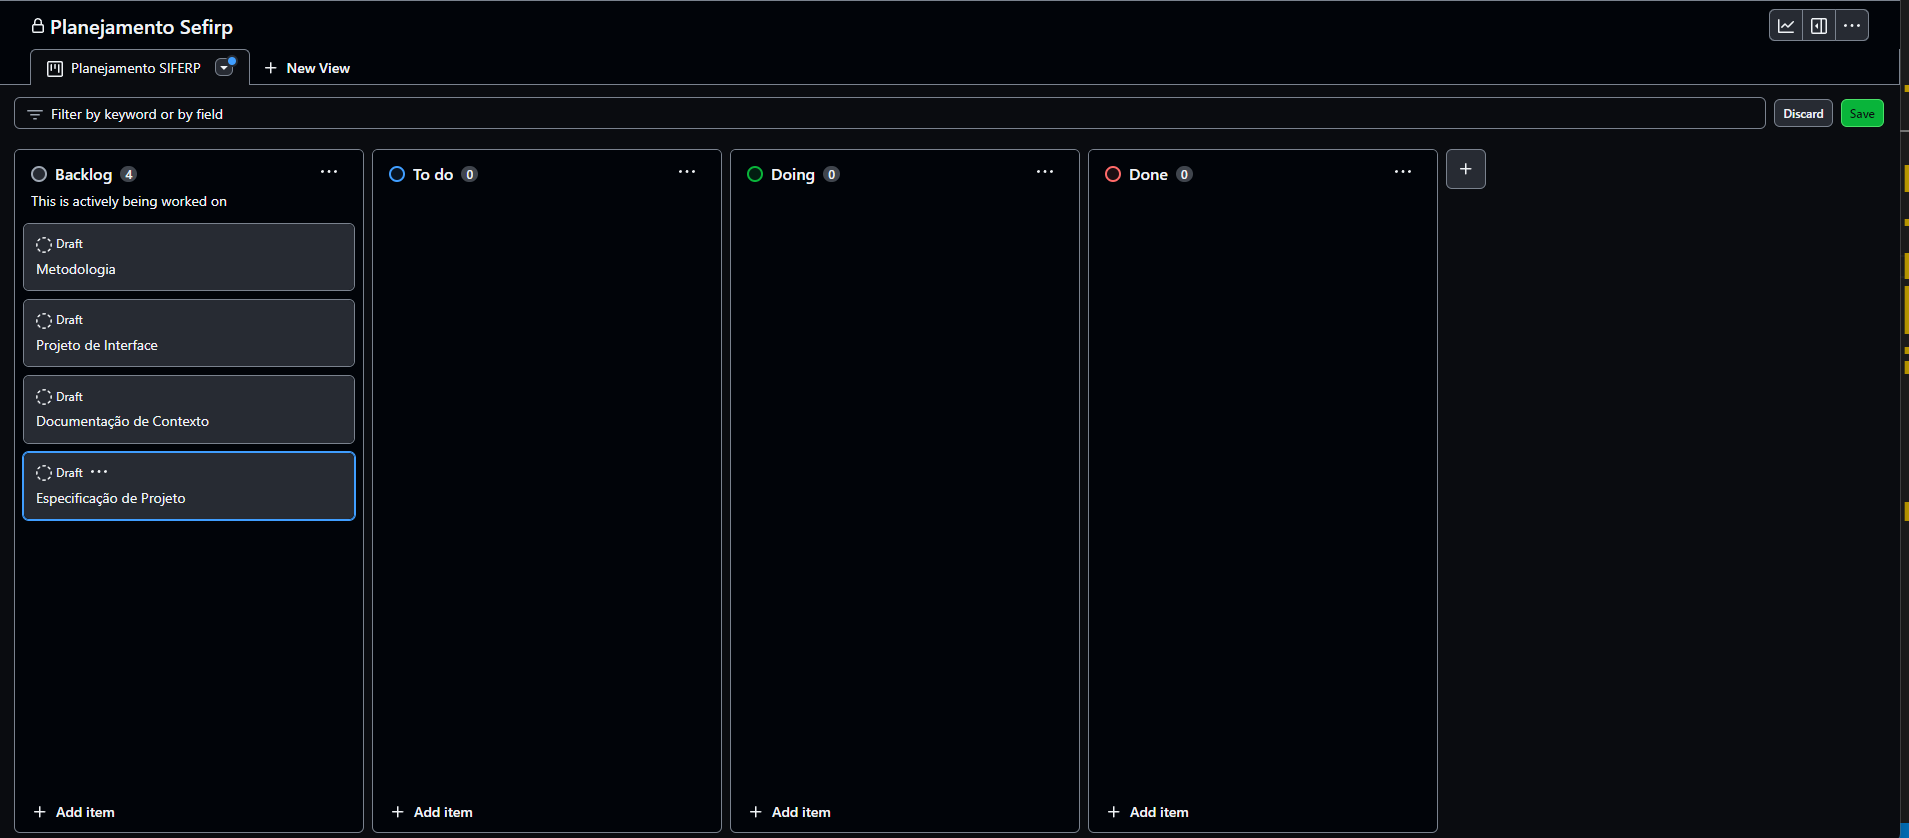 Planejamento Sefirp
Planejamento SIFERP
New View
Filter by keyword or by field
Discard
Save
Backlog 4
This is actively being worked on
Draft
Metodologia
Draft
Projeto de Interface
Draft
Documentação de Contexto
Draft
Especificação de Projeto
Add item
To do 0
Add item
Doing 0
Add item
Done 0
Add item